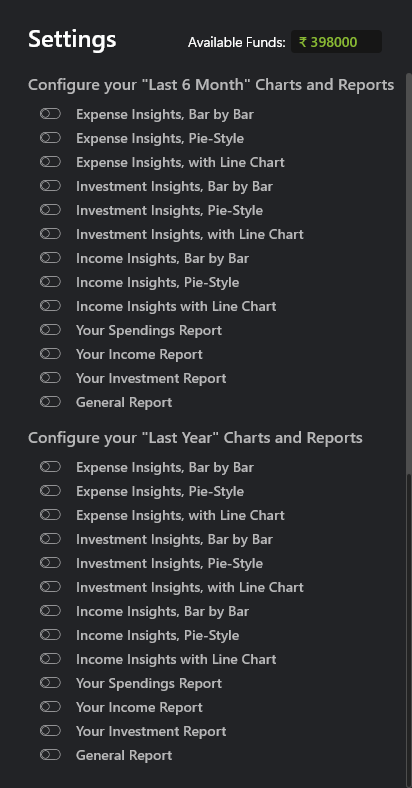 Settings
Available Funds: ₹ 398000
Configure your "Last 6 Month" Charts and Reports
Expense Insights, Bar by Bar
Expense Insights, Pie-Style
Expense Insights, with Line Chart
Investment Insights, Bar by Bar
Investment Insights, Pie-Style
Investment Insights, with Line Chart
Income Insights, Bar by Bar
Income Insights, Pie-Style
Income Insights with Line Chart
Your Spendings Report
Your Income Report
Your Investment Report
General Report
Configure your "Last Year" Charts and Reports
Expense Insights, Bar by Bar
Expense Insights, Pie-Style
Expense Insights, with Line Chart
Investment Insights, Bar by Bar
Investment Insights, Pie-Style
Investment Insights, with Line Chart
Income Insights, Bar by Bar
Income Insights, Pie-Style
Income Insights with Line Chart
Your Spendings Report
Your Income Report
Your Investment Report
General Report